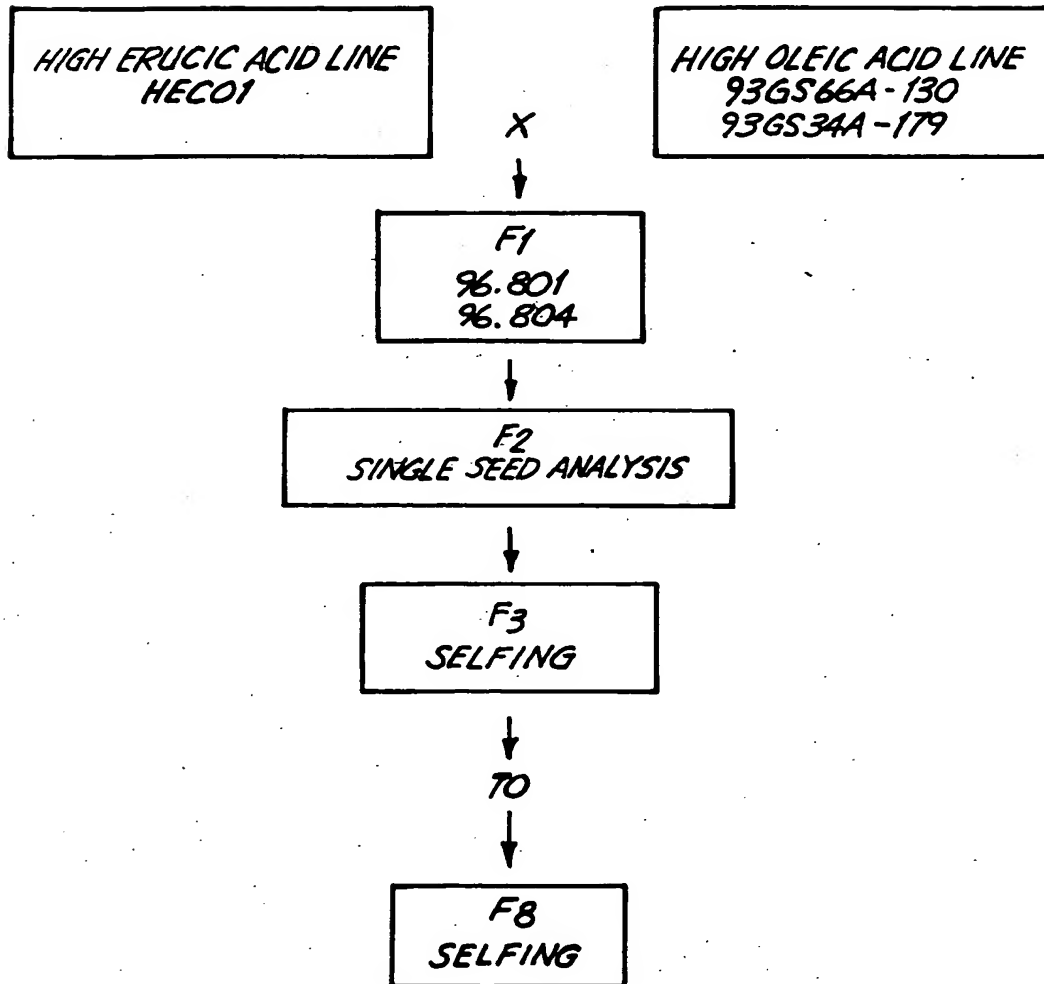 HIGH ERUCIC ACID LINE
HECO1
HIGH OLEIC ACID LINE
93GS66A-130
93GS34A-179
X
F1
96.801
96.804
F2
SINGLE SEED ANALYSIS
F3
SELFING
TO
F8
SELFING